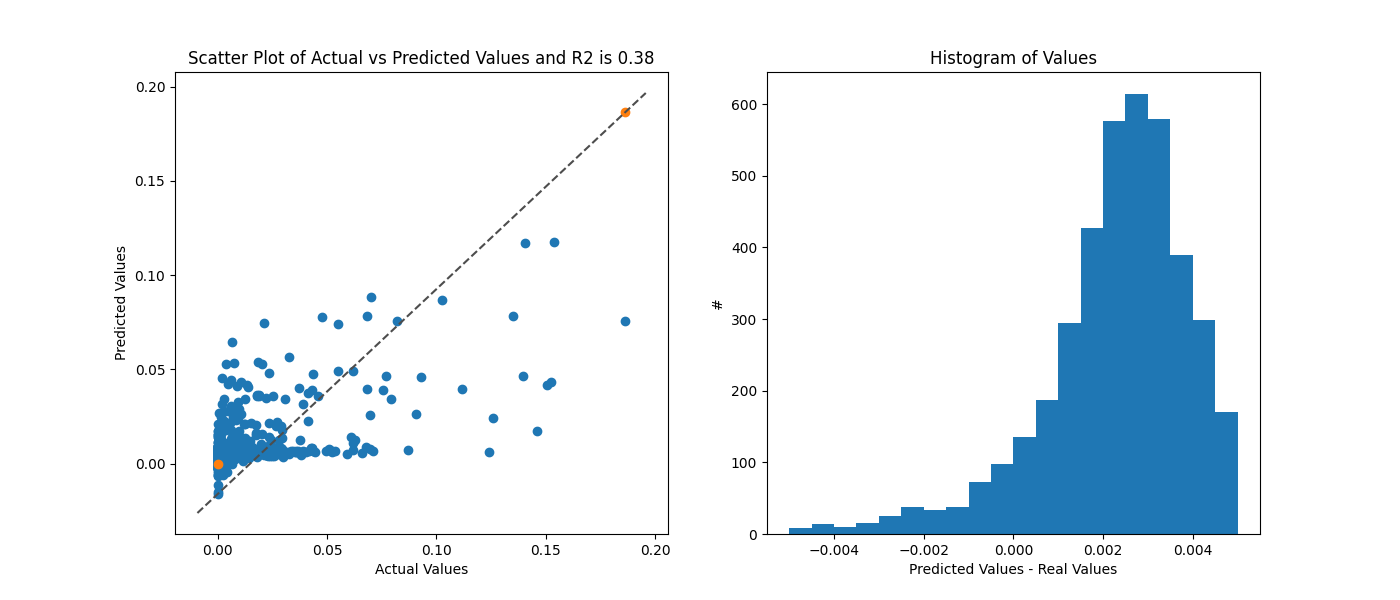 Scatter Plot of Actual vs Predicted Values and R2 is 0.38
0.20
0.15
0.10
0.05
0.00
Predicted Values
0.00 0.05 0.10 0.15 0.20
Actual Values
Histogram of Values
600
500
400
300
200
100
0
#
−0.004 −0.002 0.000 0.002 0.004
Predicted Values - Real Values